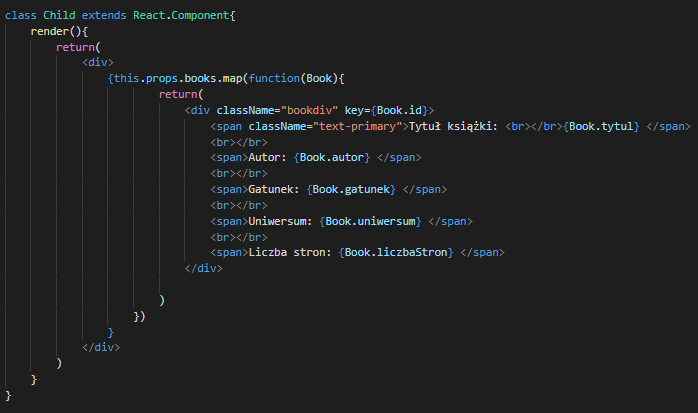 class Child extends React.Component{
render(){
return(
<div>
{this.props.books.map(function(Book){
return(
<div className="bookdiv" key={Book.id}>
<span className="text-primary">Tytuł książki: <br></br>{Book.tytul} </span>
<br></br>
<span>Autor: {Book.autor} </span>
<br></br>
<span>Gatunek: {Book.gatunek} </span>
<br></br>
<span>Uniwersum: {Book.uniwersum} </span>
<br></br>
<span>Liczba stron: {Book.liczbaStron} </span>
</div>
)
})
}
</div>
)
}
}